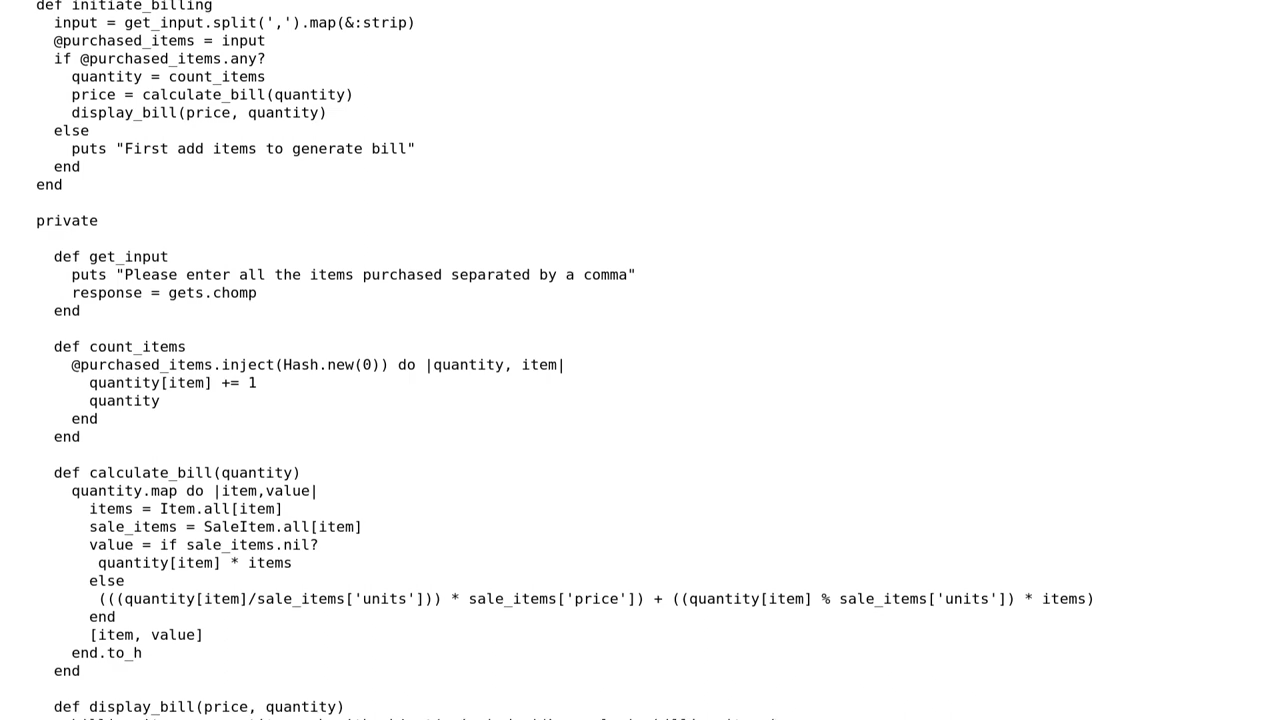 def initiate_billing
  input = get_input.split(',').map(&:strip)
  @purchased_items = input
  if @purchased_items.any?
    quantity = count_items
    price = calculate_bill(quantity)
    display_bill(price, quantity)
  else
    puts "First add items to generate bill"
  end
end

private

  def get_input
    puts "Please enter all the items purchased separated by a comma"
    response = gets.chomp
  end

  def count_items
    @purchased_items.inject(Hash.new(0)) do |quantity, item|
      quantity[item] += 1
      quantity
    end
  end

  def calculate_bill(quantity)
    quantity.map do |item,value|
      items = Item.all[item]
      sale_items = SaleItem.all[item]
      value = if sale_items.nil?
       quantity[item] * items
      else
       (((quantity[item]/sale_items['units'])) * sale_items['price']) + ((quantity[item] % sale_items['units']) * items)
      end
      [item, value]
    end.to_h
  end

  def display_bill(price, quantity)